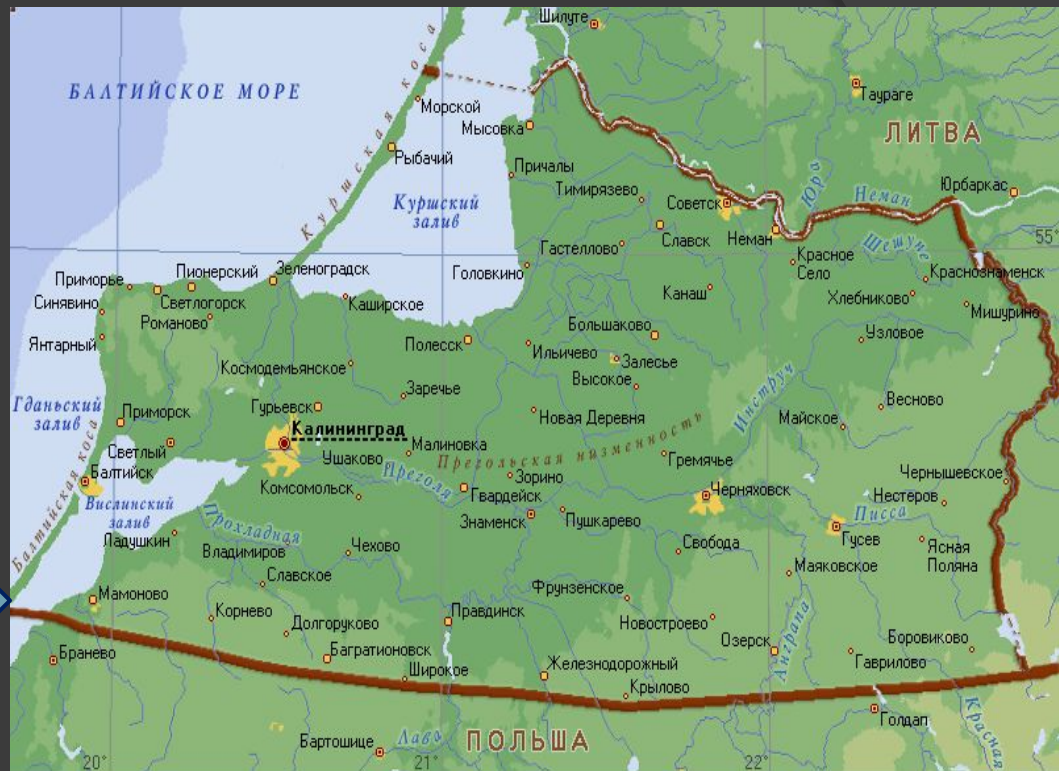 Шилуте
БАЛТИЙСКОЕ МОРЕ
Куршская коса
Морской
Таураге
Мысовка
ЛИТВА
Рыбачий
Причалы
Тимирязево
Юра
Неман
Юрбаркас
Куршский
залив
Советск
Славск
Неман
Шешупе
55°
Гастеллово
Красное
Село
Приморье
Пионерский
Зеленоградск
Головкино
Краснознаменск
Синявино
Светлогорск
Каширское
Канаш
Хлебниково
Мишурино
Романово
Большаково
Узловое
Янтарный
Полесск
Ильичево
Залесье
Космодемьянское
Высокое
Заречье
Инструч
Гданьский
залив
Приморск
Гурьевск
Новая Деревня
Майское
Весново
Калининград
Светлый
Малиновка
Прегольская низменность
Ушаково
Гремячье
Балтийск
Балтийская коса
Преголя
Зорино
Чернышевское
Комсомольск
Гвардейск
Черняховск
Нестеров
Вислинский
залив
Прохладная
Знаменск
Пушкарево
Писса
Ладушкин
Гусев
Владимиров
Чехово
Свобода
Ясная
Поляна
Славское
Маяковское
Мамоново
Фрунзенское
Корнево
Долгоруково
Правдинск
Новостроево
Анграпа
Озерск
Боровиково
Бранево
Багратионовск
Гаврилово
Широкое
Железнодорожный
Крылово
Красная
Голдап
Бартошице
Лава
ПОЛЬША
20°
21°
22°